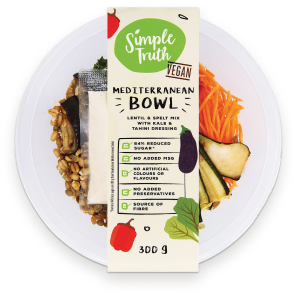 Simple
Truth
VEGAN
MEDITERRANEAN
BOWL
LENTIL & SPELT MIX
WITH KALE &
TAHINI DRESSING
84% REDUCED
SUGAR*
NO ADDED MSG
NO ARTIFICIAL
COLOURS OR
FLAVOURS
NO ADDED
PRESERVATIVES
SOURCE OF
FIBRE
300 g